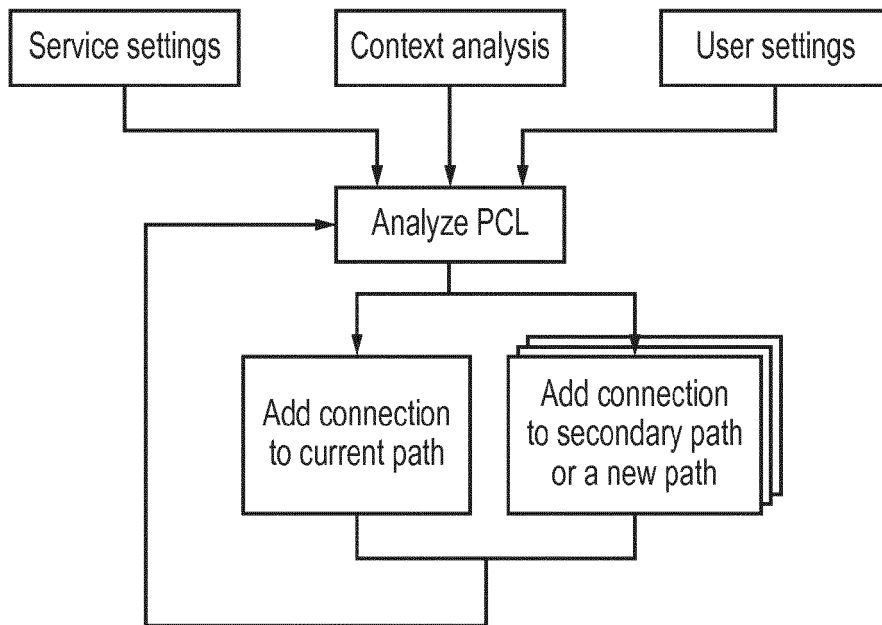 Service settings
Context analysis
User settings
Analyze PCL
Add connection
to current path
Add connection
to secondary path
or a new path